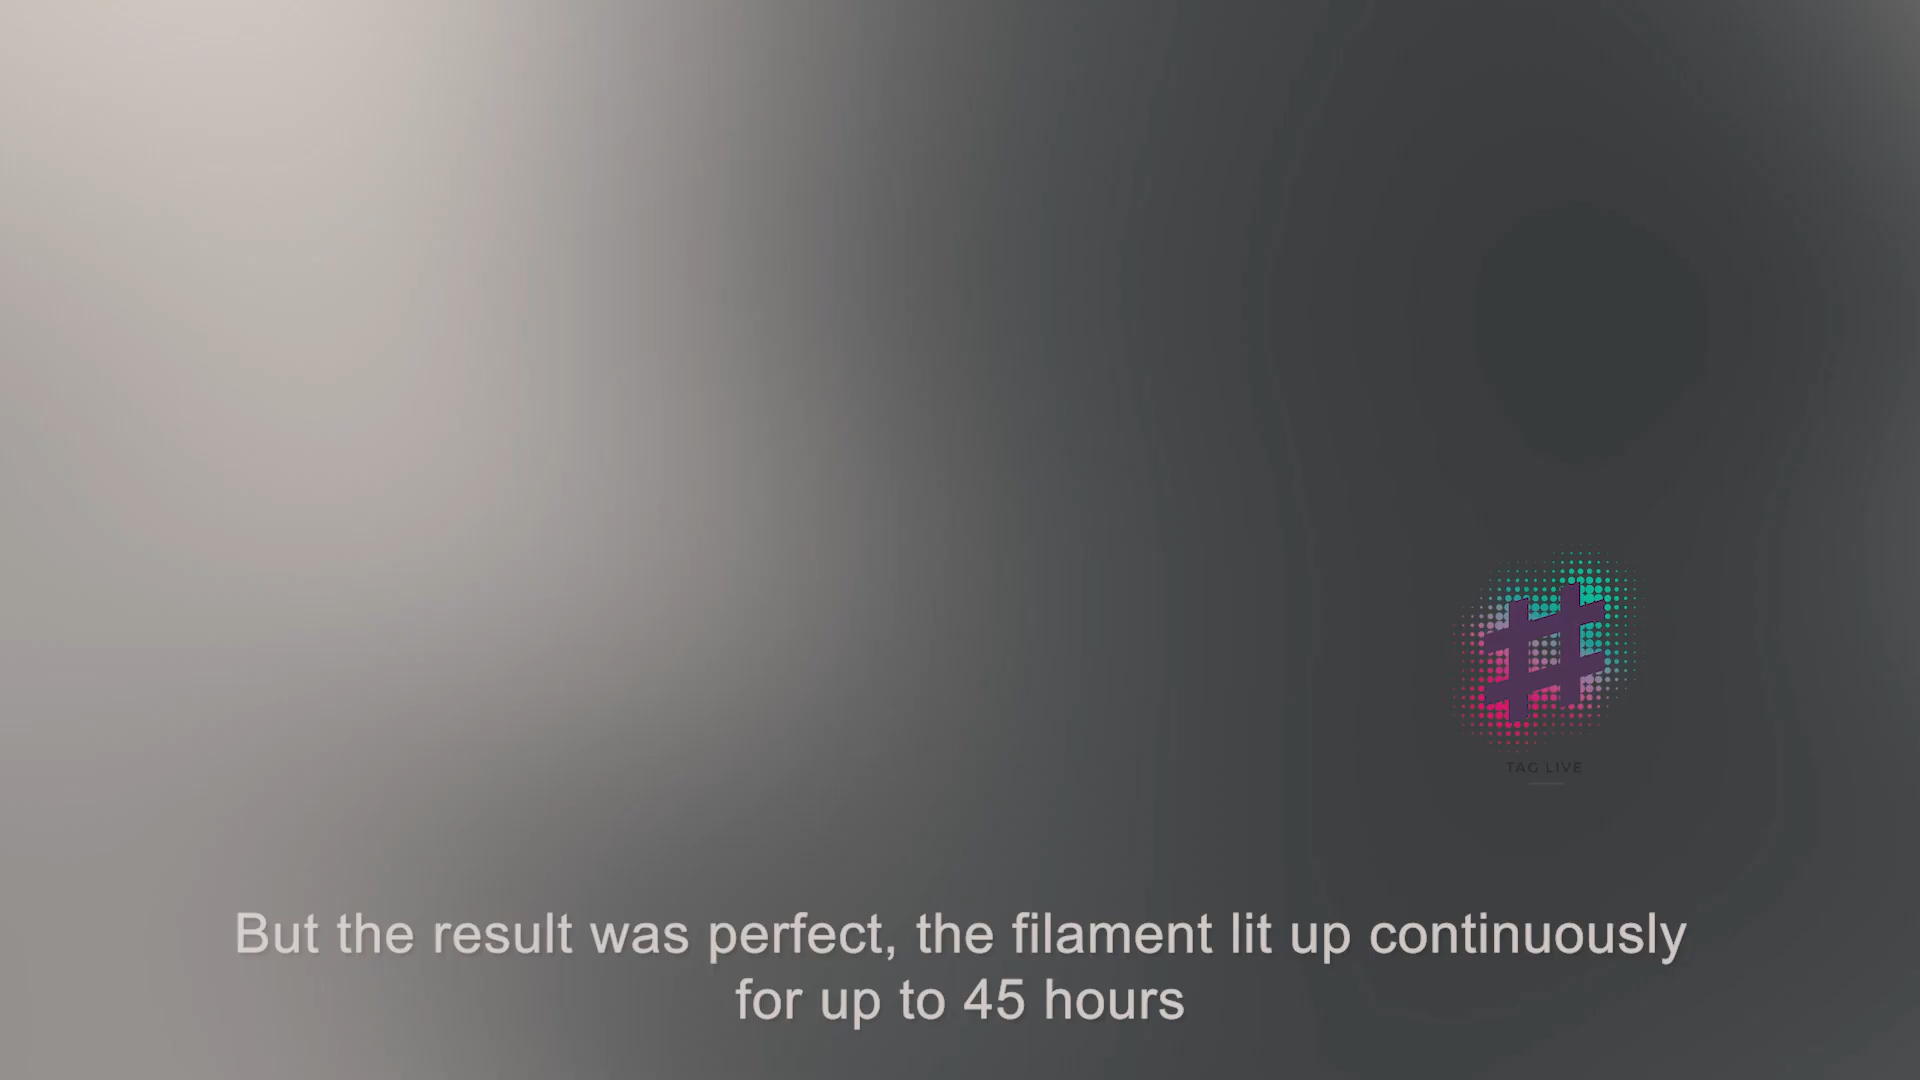 TAG LIVE
But the result was perfect, the filament lit up continuously
for up to 45 hours